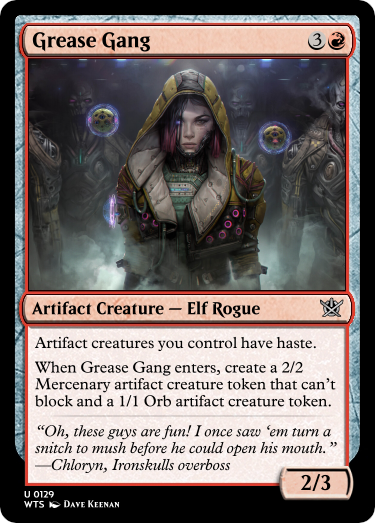 Grease Gang 3
Artifact Creature — Elf Rogue
Artifact creatures you control have haste.
When Grease Gang enters, create a 2/2
Mercenary artifact creature token that can't
block and a 1/1 Orb artifact creature token.
“Oh, these guys are fun! I once saw ‘em turn a
snitch to mush before he could open his mouth.”
—Chloryn, Ironskulls overboss
2/3
U 0129
WTS Dave Keenan